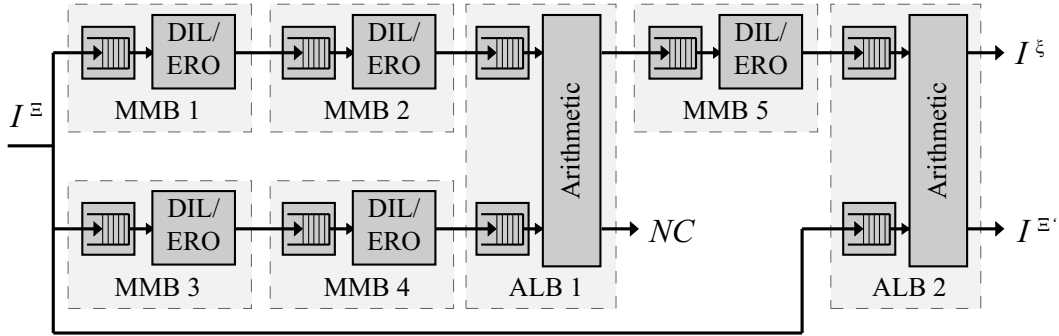 I Ξ
DIL/
ERO
MMB 1
DIL/
ERO
MMB 2
Arithmetic
ALB 1
DIL/
ERO
MMB 5
Arithmetic
ALB 2
I ξ
DIL/
ERO
MMB 3
DIL/
ERO
MMB 4
NC
I Ξ‘